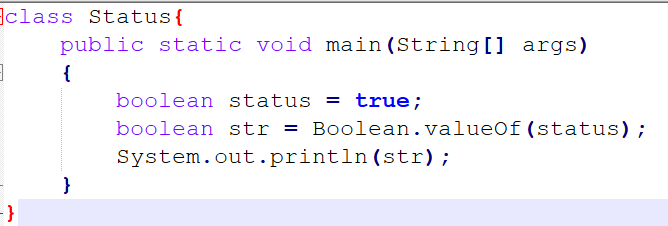 class Status{
public static void main(String[] args)
{
boolean status = true;
boolean str = Boolean.valueOf(status);
System.out.println(str);
}
}